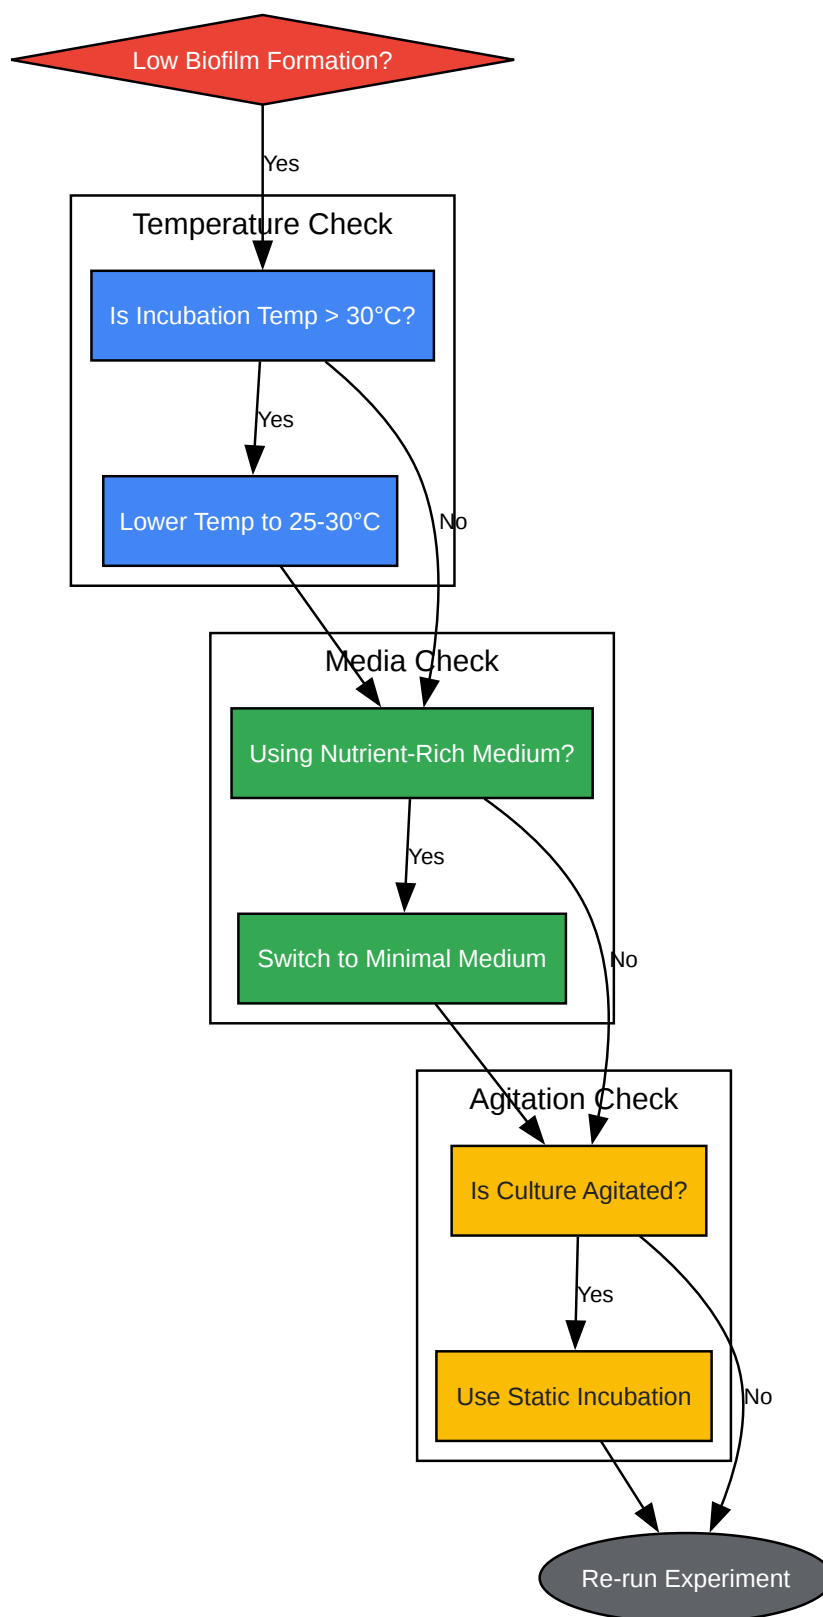 Low Biofilm Formation?
Yes
Temperature Check
Is Incubation Temp > 30°C?
Yes
Lower Temp to 25-30°C
No
Media Check
Using Nutrient-Rich Medium?
Yes
Switch to Minimal Medium
No
Agitation Check
Is Culture Agitated?
Yes
Use Static Incubation
No
Re-run Experiment